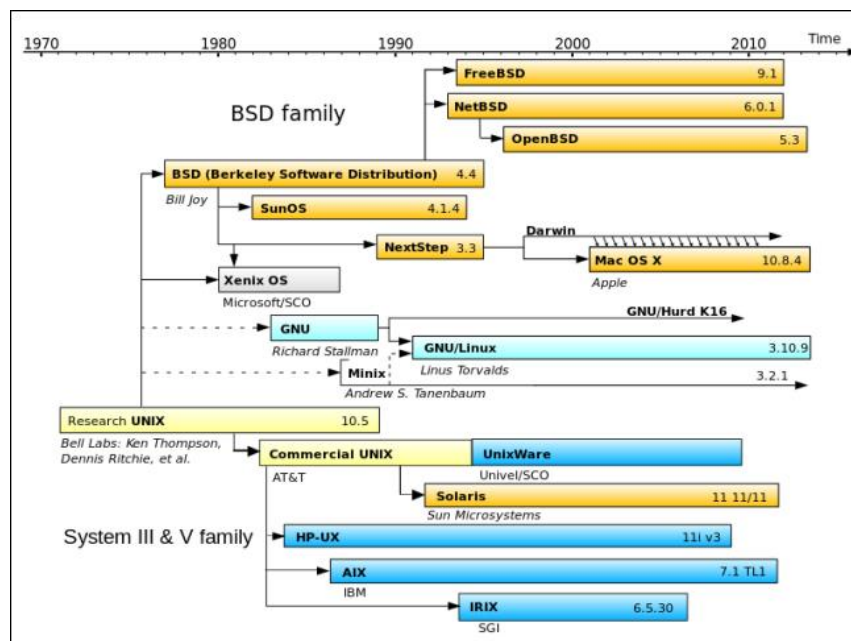 1970 1980 1990 2000 2010 Time
FreeBSD 9.1
BSD family
NetBSD 6.0.1
OpenBSD 5.3
BSD (Berkeley Software Distribution) 4.4
Bill Joy
SunOS 4.1.4
Darwin
NextStep 3.3
Mac OS X 10.8.4
Apple
Xenix OS
Microsoft/SCO
GNU/Hurd K16
GNU
Richard Stallman
GNU/Linux 3.10.9
Linus Torvalds
Minix 3.2.1
Andrew S. Tanenbaum
Research UNIX 10.5
Bell Labs: Ken Thompson,
Dennis Ritchie, et al.
Commercial UNIX
AT&T
UnixWare
Univel/SCO
Solaris 11 11/11
Sun Microsystems
System III & V family
HP-UX 11i v3
AIX 7.1 TL1
IBM
IRIX 6.5.30
SGI